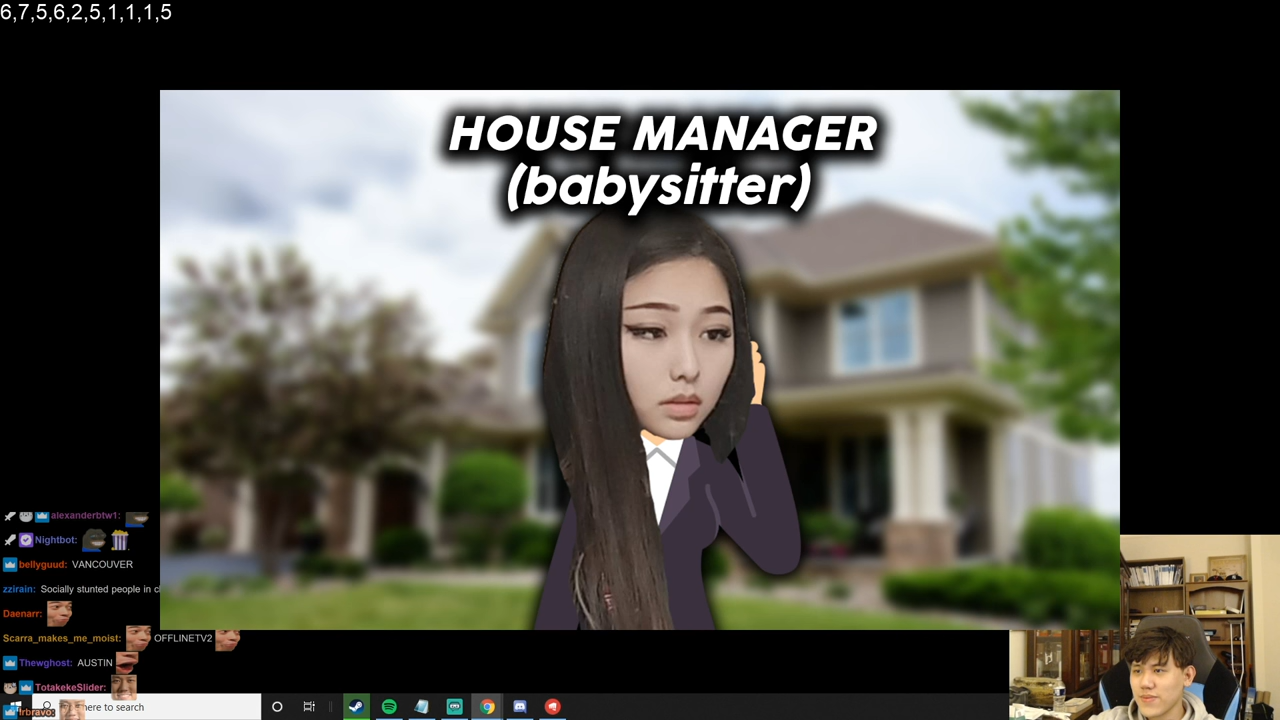 6,7,5,6,2,5,1,1,1,5
HOUSE MANAGER
(babysitter)
alexanderbtw1:
Nightbot:
bellyguud: VANCOUVER
zzirain: Socially stunted people in
Daenarr:
Scarra_makes_me_moist: OFFLINETV2
Thewghost: AUSTIN
TotakekeSlider:
here to search
lrbravo: